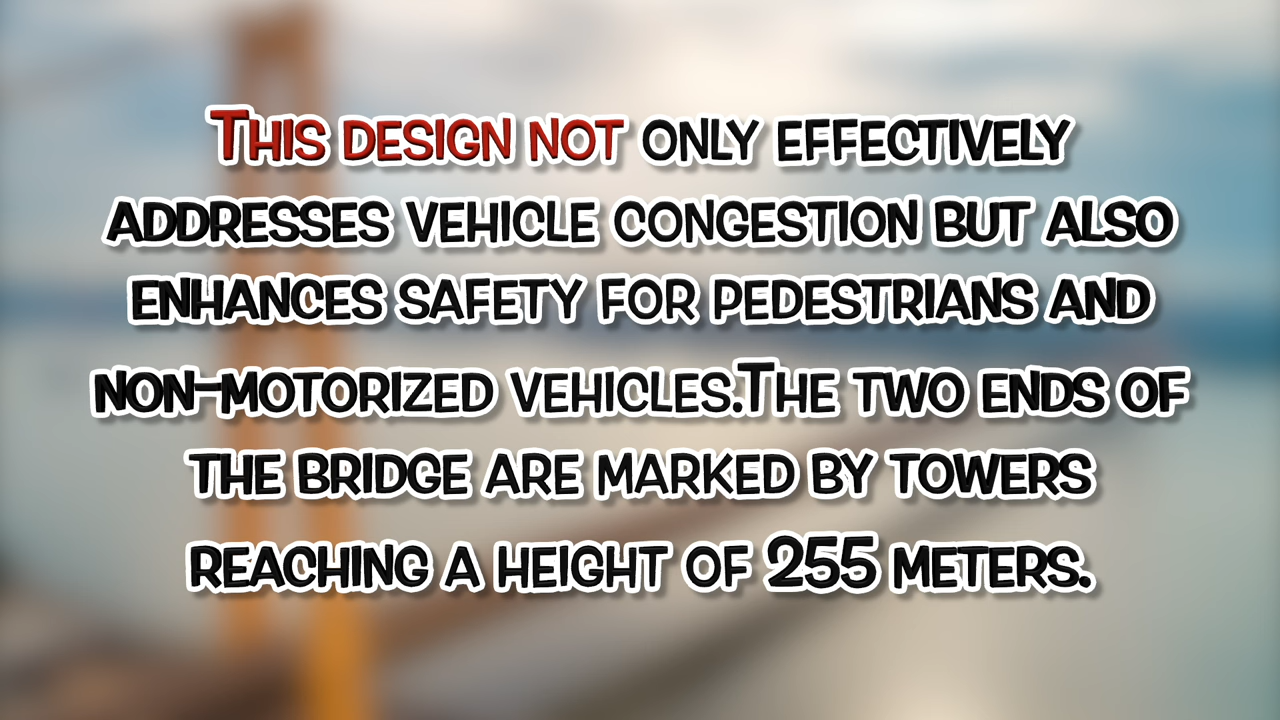 This design not only effectively
addresses vehicle congestion but also
enhances safety for pedestrians and
non-motorized vehicles.The two ends of
the bridge are marked by towers
reaching a height of 255 meters.